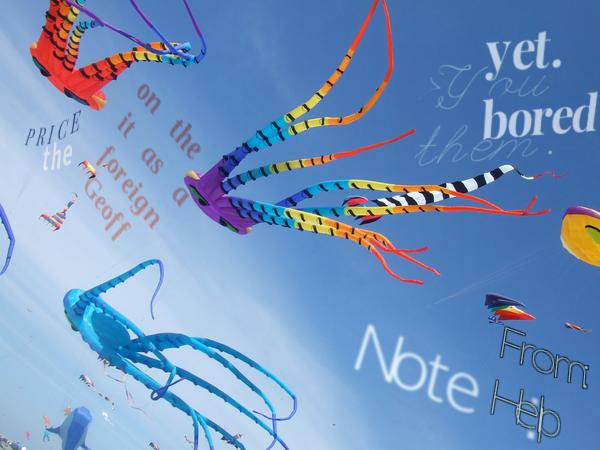 yet.
You
bored
them.
on the
it as a
foreign
Geoff
PRICE
the
Note
From:
Help